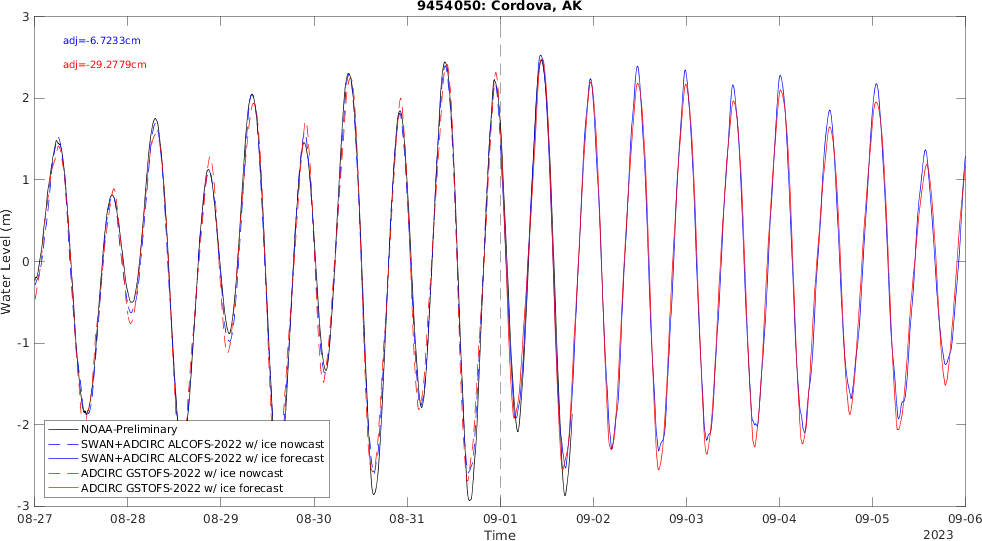 9454050: Cordova, AK
adj=-6.7233cm
adj=-29.2779cm
3
2
1
0
-1
-2
-3
Water Level (m)
NOAA-Preliminary
SWAN+ADCIRC ALCOFS-2022 w/ ice nowcast
SWAN+ADCIRC ALCOFS-2022 w/ ice forecast
ADCIRC GSTOFS-2022 w/ ice nowcast
ADCIRC GSTOFS-2022 w/ ice forecast
08-27 08-28 08-29 08-30 08-31 09-01 09-02 09-03 09-04 09-05 09-06
Time
2023